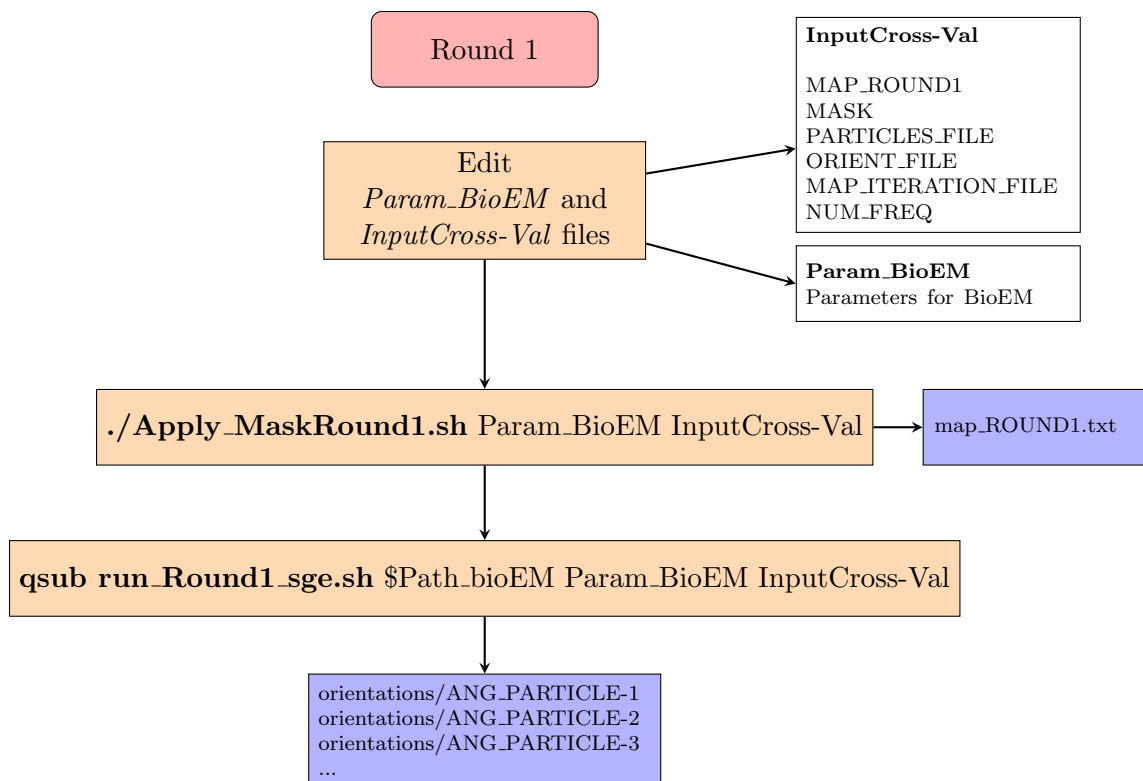 Round 1
InputCross-Val
MAP_ROUND1
MASK
PARTICLES_FILE
ORIENT_FILE
MAP_ITERATION_FILE
NUM_FREQ
Edit
Param_BioEM and
InputCross-Val files
Param_BioEM
Parameters for BioEM
./Apply_MaskRound1.sh Param_BioEM InputCross-Val
map_ROUND1.txt
qsub run_Round1_sge.sh $Path_bioEM Param_BioEM InputCross-Val
orientations/ANG_PARTICLE-1
orientations/ANG_PARTICLE-2
orientations/ANG_PARTICLE-3
...